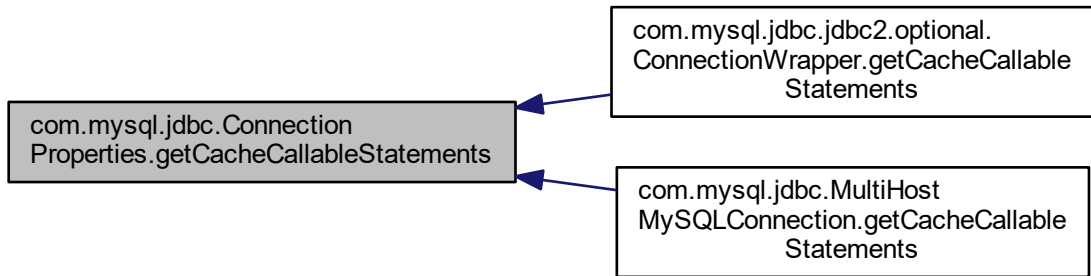 com.mysql.jdbc.Connection
Properties.getCacheCallableStatements
com.mysql.jdbc.jdbc2.optional.
ConnectionWrapper.getCacheCallable
Statements
com.mysql.jdbc.MultiHost
MySQLConnection.getCacheCallable
Statements